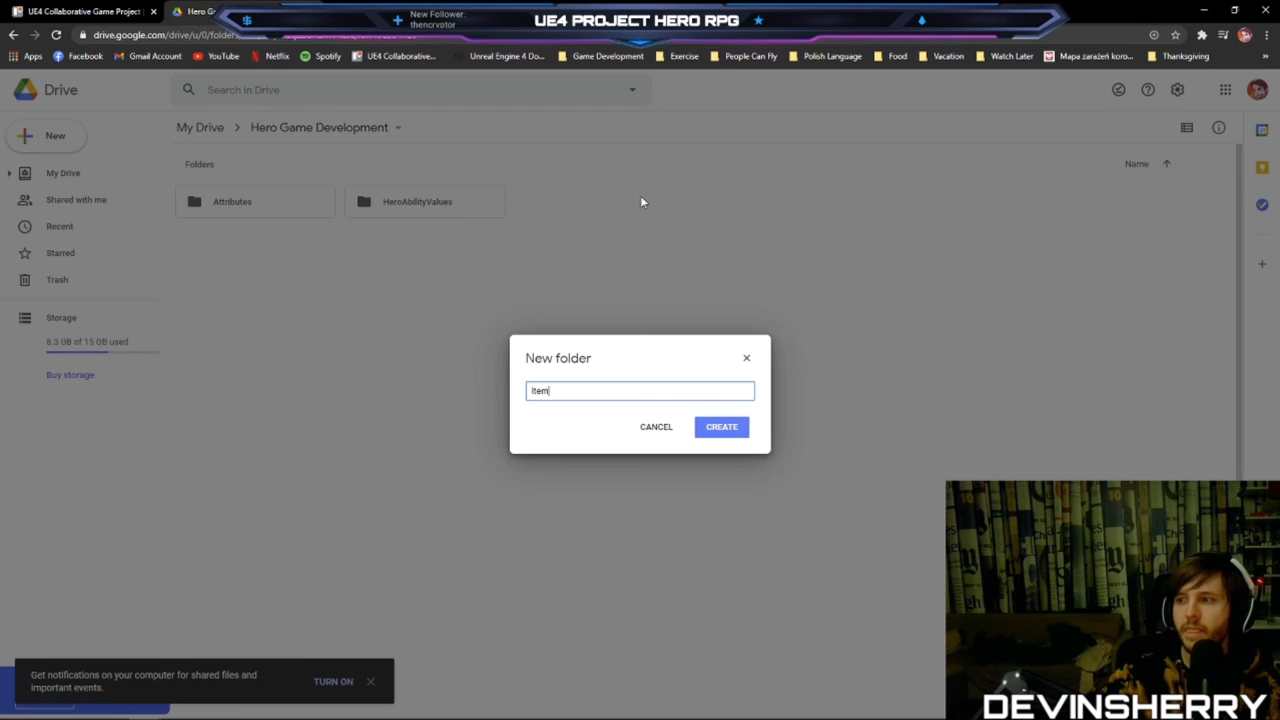 UE4 Collaborative Game Project
Hero G
New Follower:
thencryptor
UE4 PROJECT HERO RPG
drive.google.com/drive/u/0/folders
Apps
Facebook
Gmail Account
YouTube
Netflix
Spotify
UE4 Collaborative...
Unreal Engine 4 Do...
Game Development
Exercise
People Can Fly
Polish Language
Food
Vacation
Watch Later
Mapa zarażeń koro...
Thanksgiving
Drive
Search in Drive
New
My Drive
Hero Game Development
Folders
Name
My Drive
Attributes
HeroAbilityValues
Shared with me
Recent
Starred
Trash
Storage
8.3 GB of 15 GB used
Buy storage
New folder
Item
CANCEL
CREATE
Get notifications on your computer for shared files and
important events.
TURN ON
DEVINSHERRY